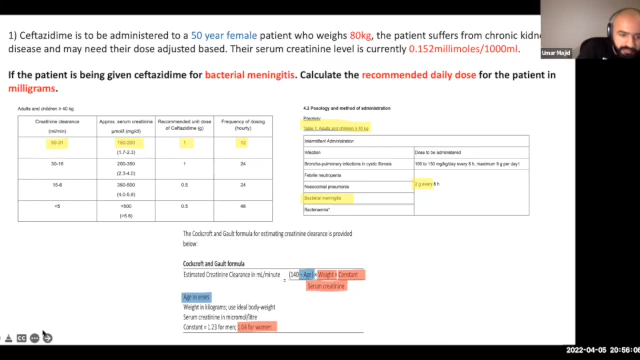 1) Ceftazidime is to be administered to a 50 year female patient who weighs 80kg, the patient suffers from chronic kidne
disease and may need their dose adjusted based. Their serum creatinine level is currently 0.152millimoles/1000ml.
If the patient is being given ceftazidime for bacterial meningitis. Calculate the recommended daily dose for the patient in
milligrams.
Umar Majid
Adults and children ≥ 40 kg
Creatinine clearance
(ml/min)
Approx. serum creatinine
μmol/l (mg/dl)
Recommended unit dose
of Ceftazidime (g)
Frequency of dosing
(hourly)
50-31 150-200 1 12
(1.7-2.3)
30-16 200-350 1 24
(2.3-4.0)
15-6 350-500 0.5 24
(4.0-5.6)
<5 >500 0.5 48
(>5.6)
4.2 Posology and method of administration
Posology
Table 1: Adults and children ≥ 40 kg
Intermittent Administration
Infection Dose to be administered
Broncho-pulmonary infections in cystic fibrosis 100 to 150 mg/kg/day every 8 h, maximum 9 g per day
Febrile neutropenia
Nosocomial pneumonia
2 g every 8 h
Bacterial meningitis
Bacteraemia*
The Cockcroft and Gault formula for estimating creatinine clearance is provided
below:
Cockcroft and Gault formula
Estimated Creatinine Clearance in mL/minute = (140 – Age) × Weight × Constant
Serum creatinine
Age in years
Weight in kilograms; use ideal body-weight
Serum creatinine in micromol/litre
Constant = 1.23 for men; 1.04 for women
2022-04-05 20:56:06